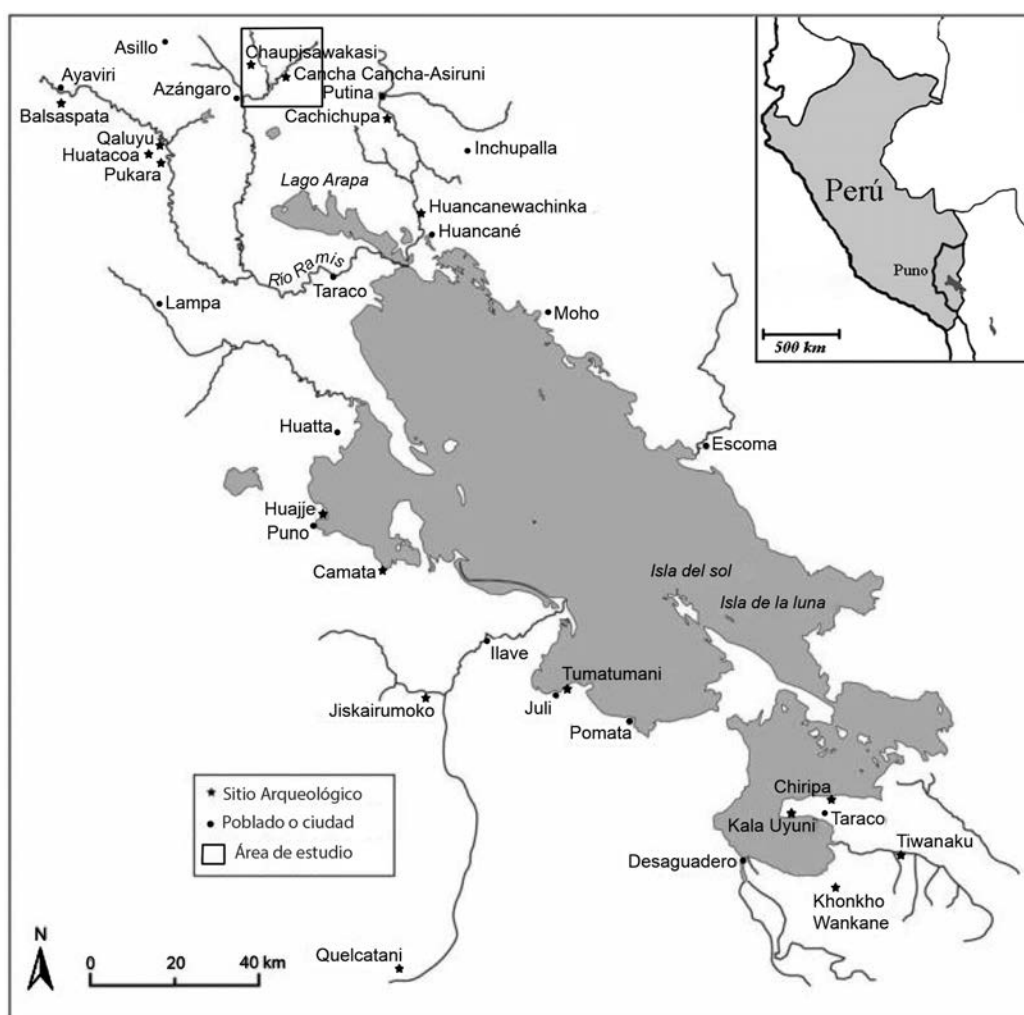 Asillo
Chaupisawakasi
Ayaviri
Cancha Cancha-Asiruni
Azángaro
Putina
Balsaspata
Cachichupa
Qaluyu
Huatacoa
Pukara
Inchupalla
Lago Arapa
Huancanewachinka
Huancané
Río Ramis
Taraco
Lampa
Moho
Perú
Puno
500 km
Huatta
Escoma
Huajje
Puno
Camata
Isla del sol
Isla de la luna
Ilave
Tumatumani
Jiskairumoko
Juli
Pomata
Chiripa
Sitio Arqueológico
Poblado o ciudad
Área de estudio
Kala Uyuni
Taraco
Tiwanaku
Desaguadero
Khonkho
Wankane
Quelcatani
N
0 20 40 km